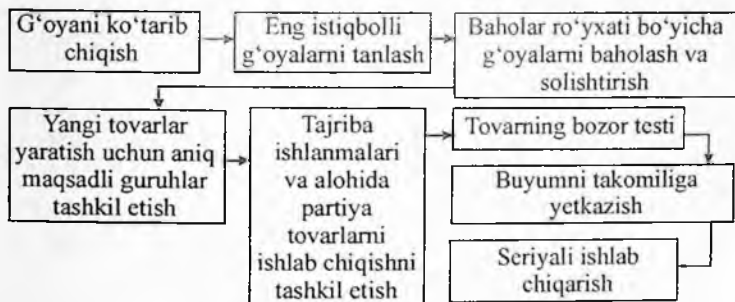 G‘oyani ko‘tarib
chiqish
Eng istiqbolli
g‘oyalarni tanlash
Baholar ro‘yxati bo‘yicha
g‘oyalarni baholash va
solishtirish
Yangi tovarlar
yaratish uchun aniq
maqsadli guruhlar
tashkil etish
Tajriba
ishlanmalari
va alohida
partiya
tovarlarni
ishlab chiqishni
tashkil etish
Tovarning bozor testi
Buyumni takomiliga
yetkazish
Seriyali ishlab
chiqarish